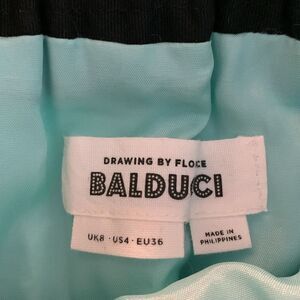 DRAWING BY FLOCE
BALDUCI
UK8 · US4 · EU36
MADE IN
PHILIPPINES